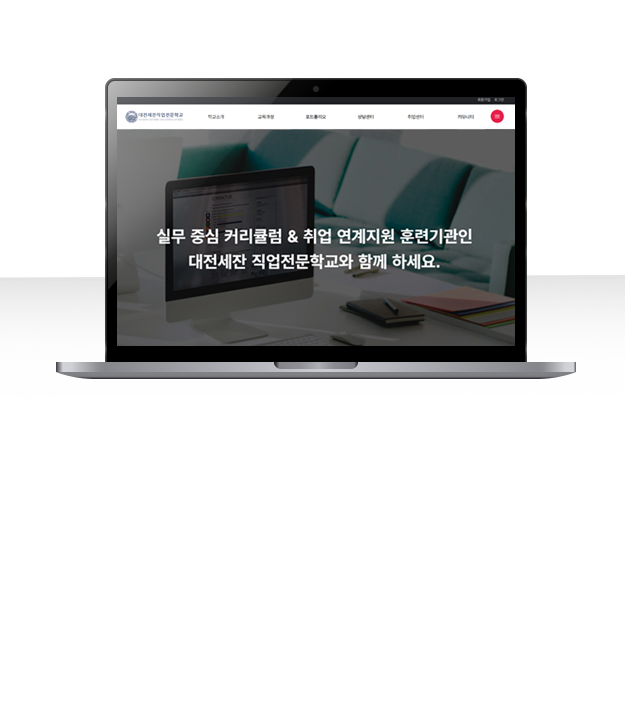 회원가입 로그인
대전세잔직업전문학교
학교소개 교육과정 포트폴리오 상담센터 취업센터 커뮤니티
실무 중심 커리큘럼 & 취업 연계지원 훈련기관인
대전세잔 직업전문학교와 함께 하세요.